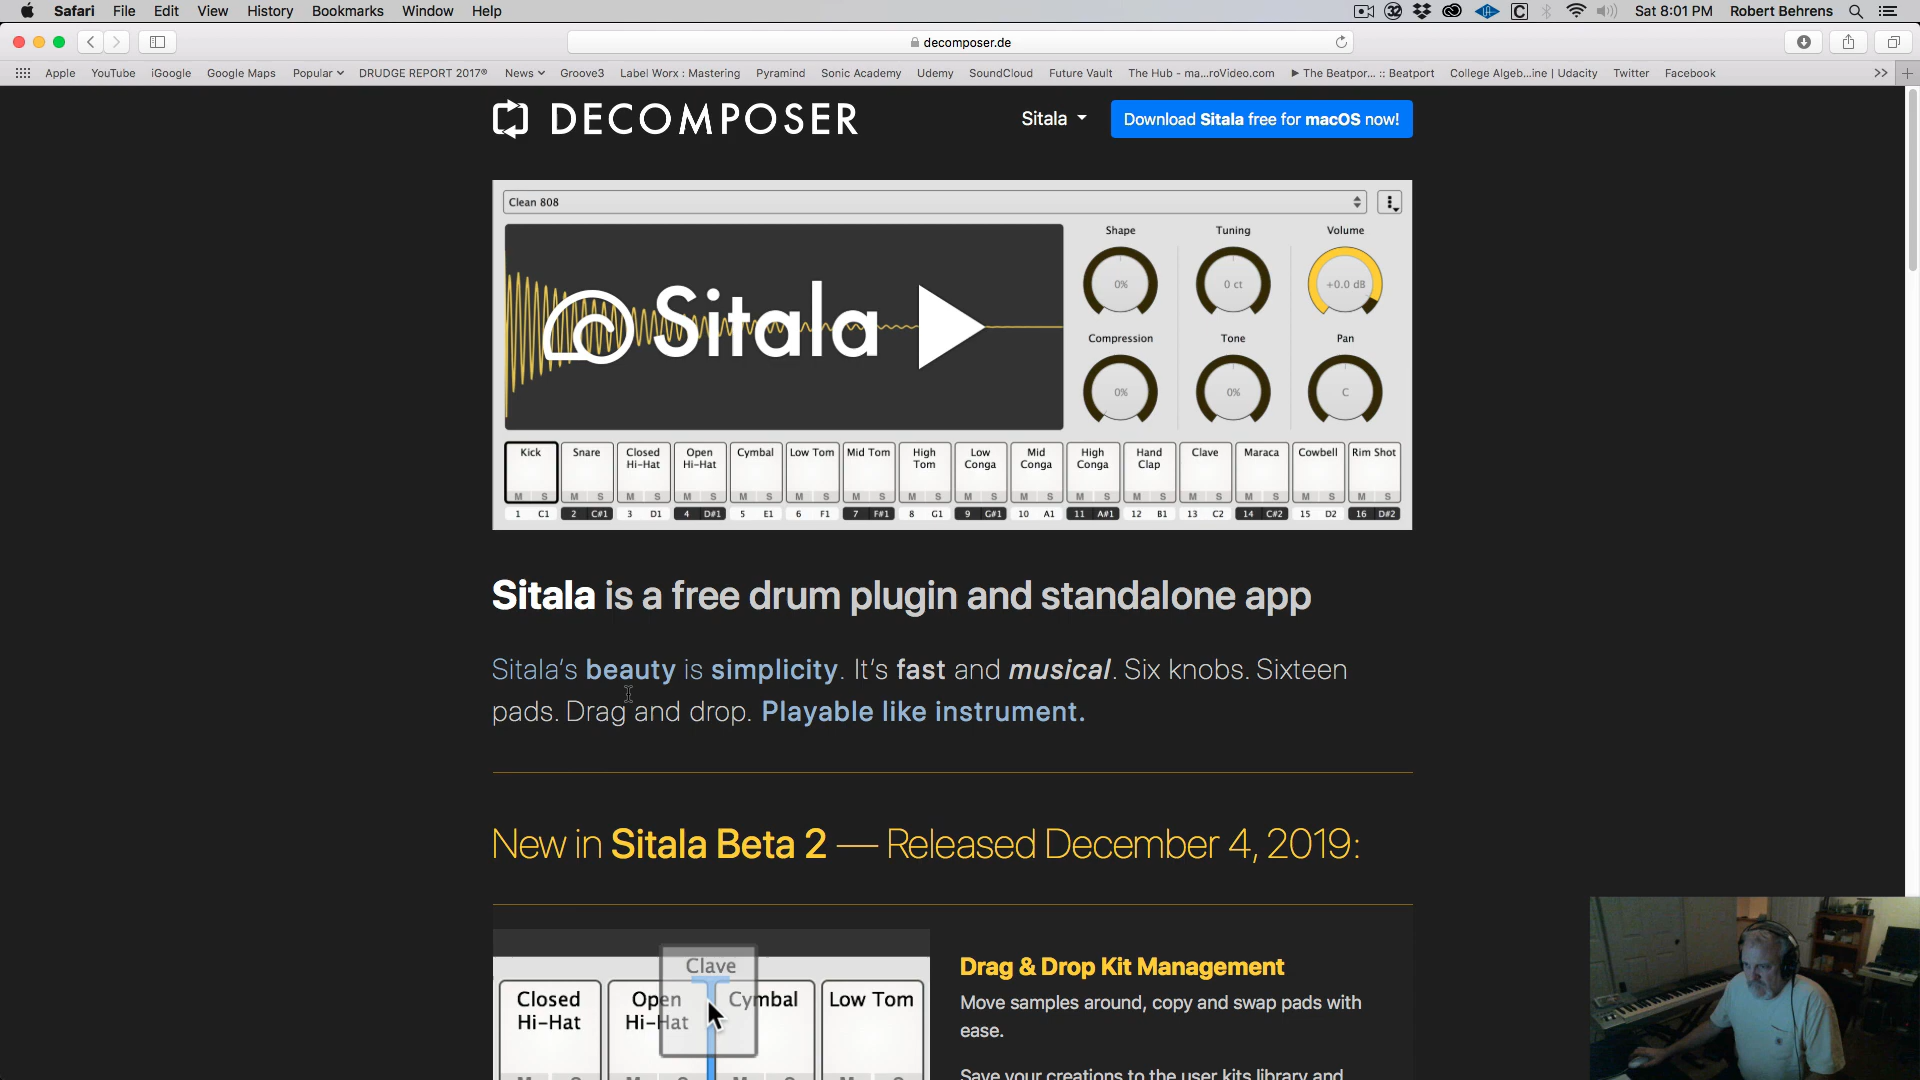 Safari File Edit View History Bookmarks Window Help
32 C Sat 8:01 PM Robert Behrens
decomposer.de
Apple YouTube iGoogle Google Maps Popular DRUDGE REPORT 2017® News Groove3 Label Worx : Mastering Pyramind Sonic Academy Udemy SoundCloud Future Vault The Hub - ma...roVideo.com ▶ The Beatpor... :: Beatport College Algeb...ine | Udacity Twitter Facebook >> +
DECOMPOSER
Sitala
Download Sitala free for macOS now!
Clean 808
Shape Tuning Volume
0% 0 ct +0.0 dB
Sitala
Compression Tone Pan
0% 0% C
Kick Snare Closed Hi-Hat Open Hi-Hat Cymbal Low Tom Mid Tom High Tom Low Conga Mid Conga High Conga Hand Clap Clave Maraca Cowbell Rim Shot
M S M S M S M S M S M S M S M S M S M S M S M S M S M S M S M S
1 C1 2 C#1 3 D1 4 D#1 5 E1 6 F1 7 F#1 8 G1 9 G#1 10 A1 11 A#1 12 B1 13 C2 14 C#2 15 D2 16 D#2
Sitala is a free drum plugin and standalone app
Sitala's beauty is simplicity. It's fast and musical. Six knobs. Sixteen
pads. Drag and drop. Playable like instrument.
New in Sitala Beta 2 — Released December 4, 2019:
Clave
Closed Hi-Hat Open Hi-Hat Cymbal Low Tom
Drag & Drop Kit Management
Move samples around, copy and swap pads with
ease.
Save your creations to the user kits library and